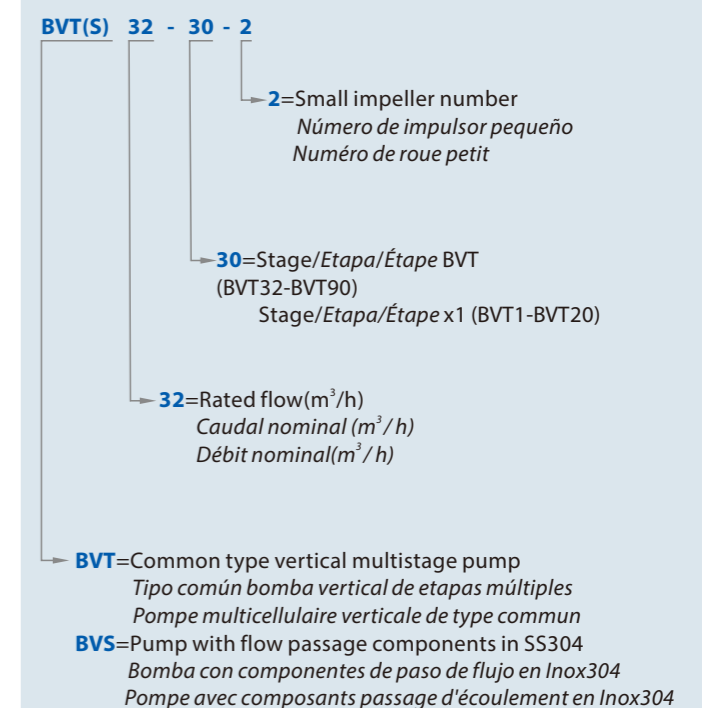 BVT(S) 32 - 30 - 2
2=Small impeller number
Número de impulsor pequeño
Numéro de roue petit
30=Stage/Etapa/Étape BVT
(BVT32-BVT90)
Stage/Etapa/Étape x1 (BVT1-BVT20)
32=Rated flow(m³/h)
Caudal nominal (m³/h)
Débit nominal(m³/h)
BVT=Common type vertical multistage pump
Tipo común bomba vertical de etapas múltiples
Pompe multicellulaire verticale de type commun
BVS=Pump with flow passage components in SS304
Bomba con componentes de paso de flujo en Inox304
Pompe avec composants passage d'écoulement en Inox304